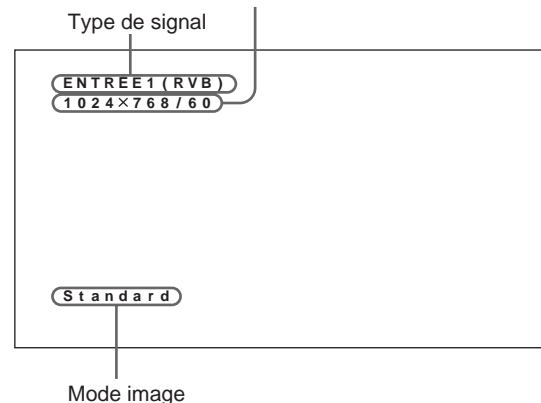 Type de signal
ENTREE1(RVB)
1024×768/60
Standard
Mode image